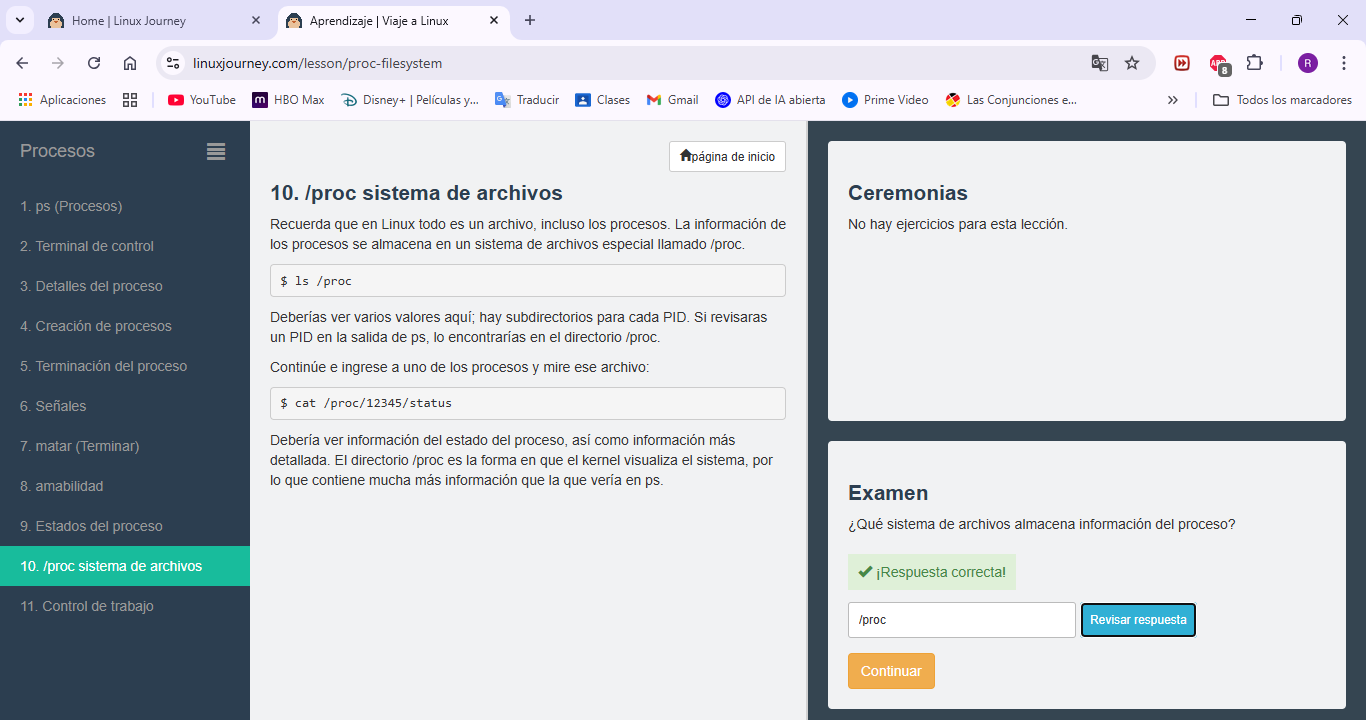 Home | Linux Journey
Aprendizaje | Viaje a Linux
linuxjourney.com/lesson/proc-filesystem
8
R
Aplicaciones
YouTube
HBO Max
Disney+ | Películas y...
Traducir
Clases
Gmail
API de IA abierta
Prime Video
Las Conjunciones e...
»
Todos los marcadores
Procesos
1. ps (Procesos)
2. Terminal de control
3. Detalles del proceso
4. Creación de procesos
5. Terminación del proceso
6. Señales
7. matar (Terminar)
8. amabilidad
9. Estados del proceso
10. /proc sistema de archivos
11. Control de trabajo
página de inicio
10. /proc sistema de archivos
Recuerda que en Linux todo es un archivo, incluso los procesos. La información de
los procesos se almacena en un sistema de archivos especial llamado /proc.
$ ls /proc
Deberías ver varios valores aquí; hay subdirectorios para cada PID. Si revisaras
un PID en la salida de ps, lo encontrarías en el directorio /proc.
Continúe e ingrese a uno de los procesos y mire ese archivo:
$ cat /proc/12345/status
Debería ver información del estado del proceso, así como información más
detallada. El directorio /proc es la forma en que el kernel visualiza el sistema, por
lo que contiene mucha más información que la que vería en ps.
Ceremonias
No hay ejercicios para esta lección.
Examen
¿Qué sistema de archivos almacena información del proceso?
¡Respuesta correcta!
/proc
Revisar respuesta
Continuar